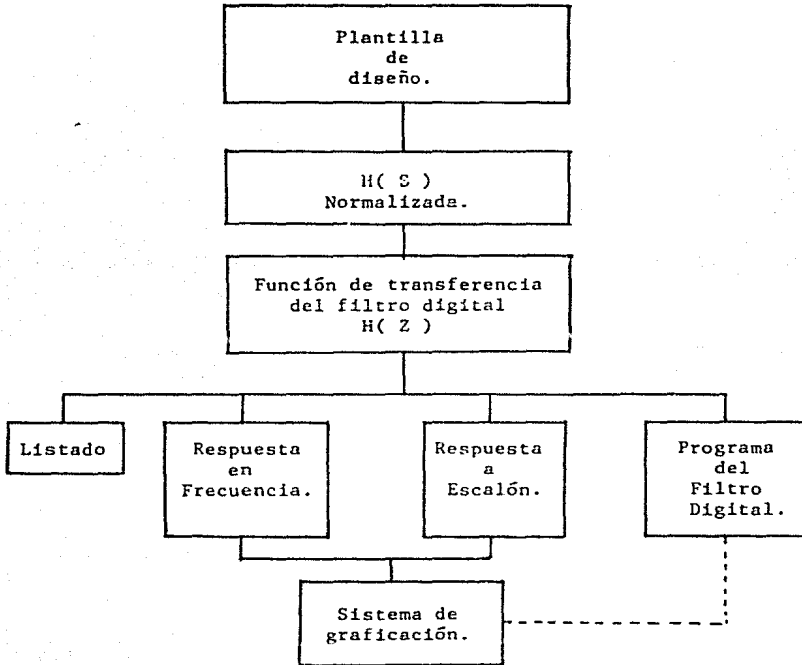 Plantilla
de
diseño.
H( S )
Normalizada.
Función de transferencia
del filtro digital
H( Z )
Listado
Respuesta
en
Frecuencia.
Respuesta
a
Escalón.
Programa
del
Filtro
Digital.
Sistema de
graficación.